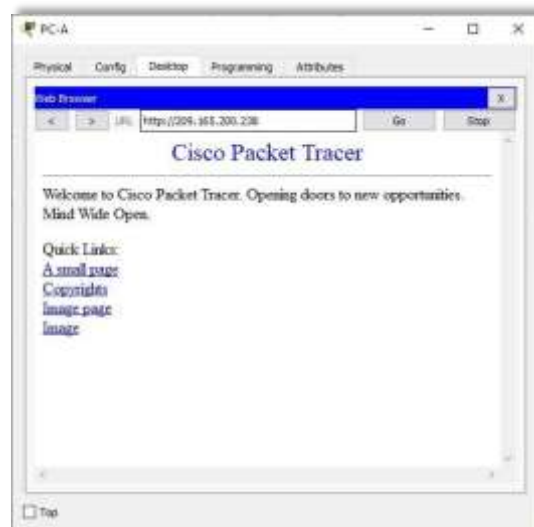 PC-A
Physical Config Desktop Programming Attributes
Web Browser X
< > URL http://209.165.200.238 Go Stop
Cisco Packet Tracer
Welcome to Cisco Packet Tracer. Opening doors to new opportunities.
Mind Wide Open.
Quick Links:
A small page
Copyrights
Image page
Image
Top